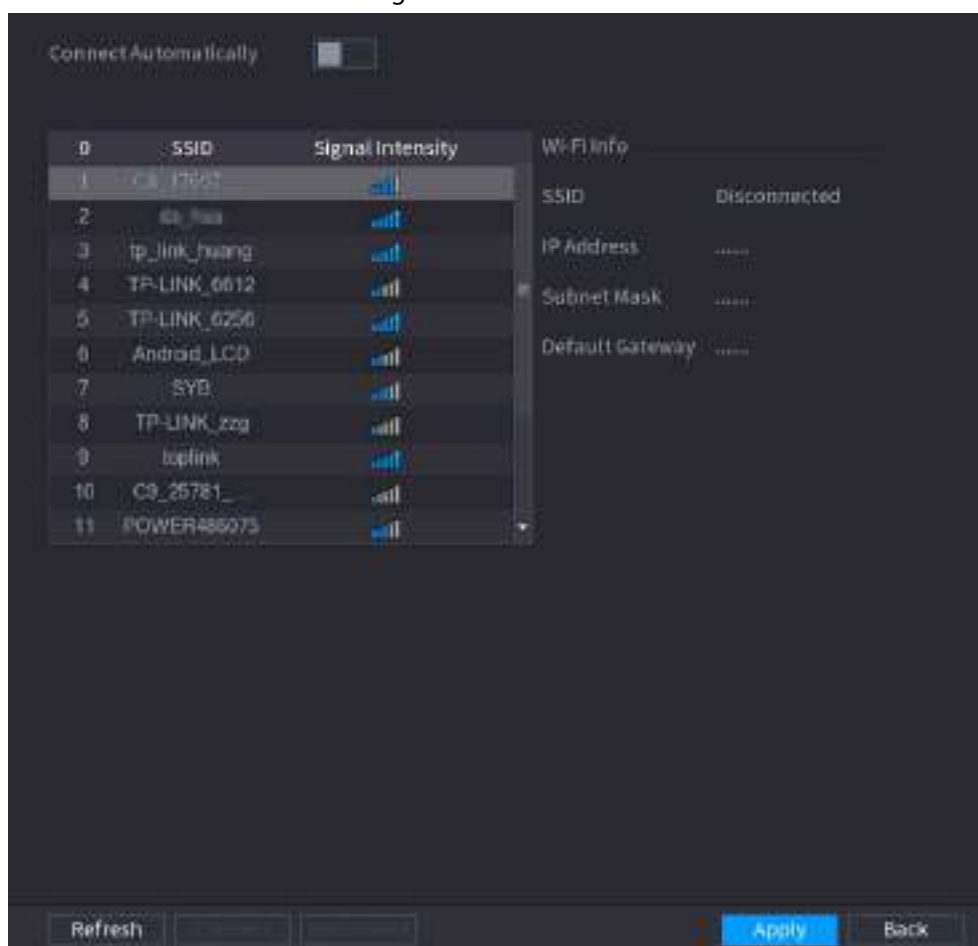 Connect Automatically
0 SSID Signal Intensity
1
2
3 tp_link_huang
4 TP-LINK_6612
5 TP-LINK_6256
6 Android_LCD
7 SYB
8 TP-LINK_zzg
9 toplink
10 C9_25781_...
11 POWER486075
Wi-Fi Info
SSID Disconnected
IP Address ......
Subnet Mask ......
Default Gateway ......
Refresh
Apply Back